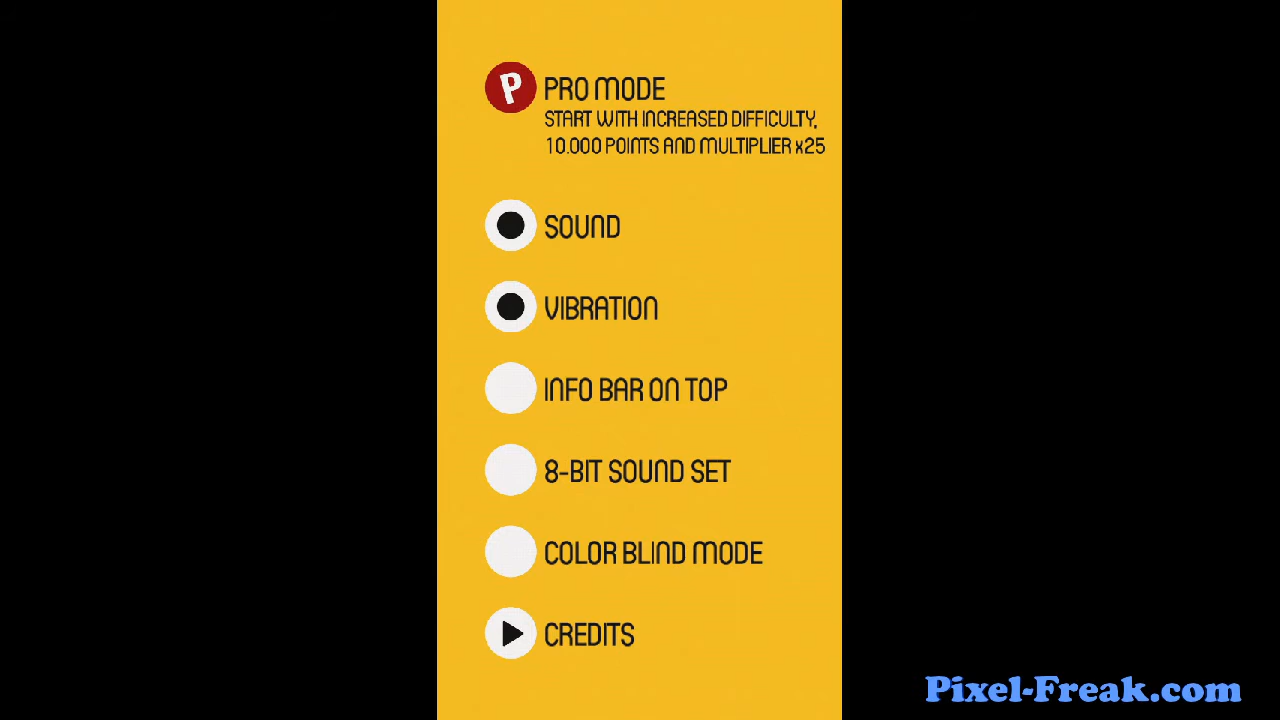 P PRO MODE
START WITH INCREASED DIFFICULTY,
10.000 POINTS AND MULTIPLIER x25
SOUND
VIBRATION
INFO BAR ON TOP
8-BIT SOUND SET
COLOR BLIND MODE
CREDITS
Pixel-Freak.com